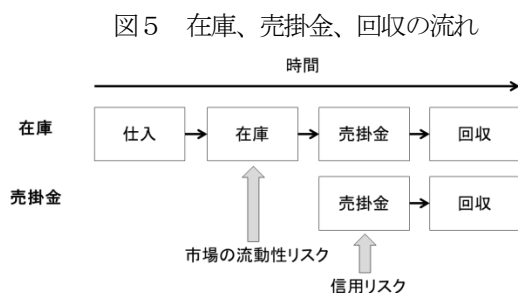 図５　在庫、売掛金、回収の流れ
時間
在庫
仕入
在庫
売掛金
回収
売掛金
売掛金
回収
市場の流動性リスク
信用リスク